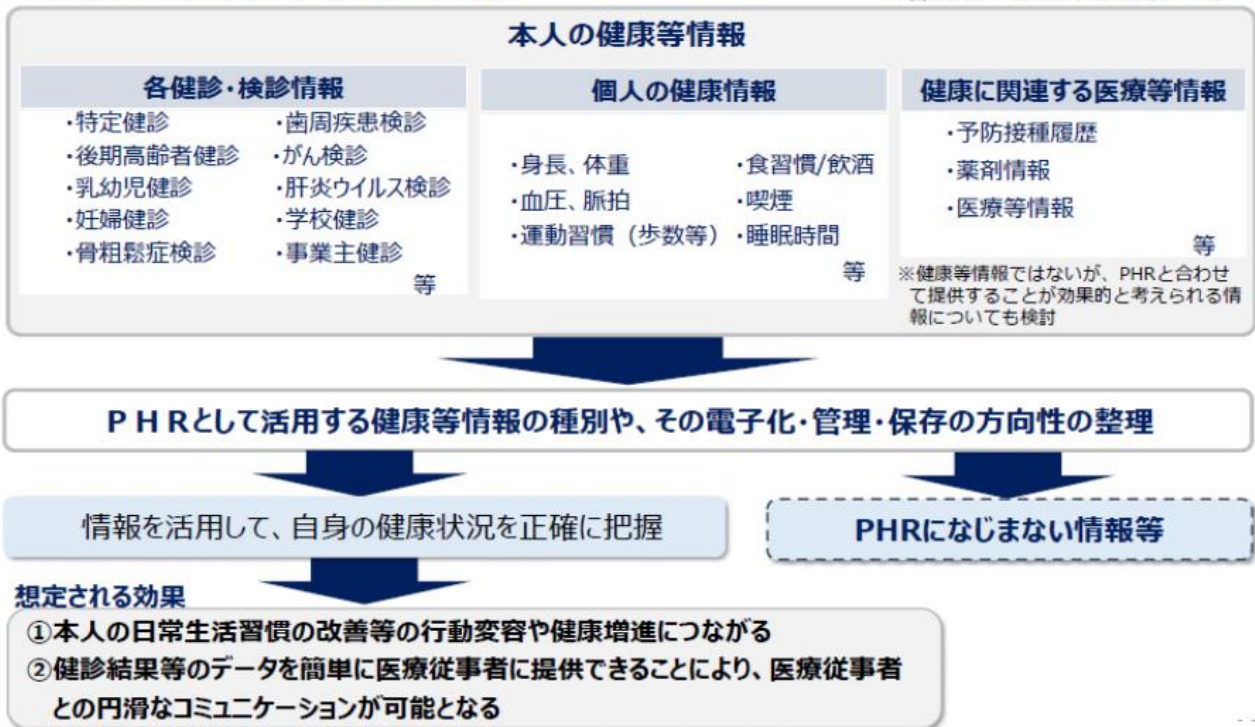 本人の健康等情報
各健診・検診情報
・特定健診
・後期高齢者健診
・乳幼児健診
・妊婦健診
・骨粗鬆症検診
・歯周疾患検診
・がん検診
・肝炎ウイルス検診
・学校健診
・事業主健診
等
個人の健康情報
・身長、体重
・血圧、脈拍
・運動習慣（歩数等）
・食習慣/飲酒
・喫煙
・睡眠時間
等
健康に関連する医療等情報
・予防接種履歴
・薬剤情報
・医療等情報
等
※健康等情報ではないが、PHRと合わせ
て提供することが効果的と考えられる情
報についても検討
ＰＨＲとして活用する健康等情報の種別や、その電子化・管理・保存の方向性の整理
情報を活用して、自身の健康状況を正確に把握
PHRになじまない情報等
想定される効果
①本人の日常生活習慣の改善等の行動変容や健康増進につながる
②健診結果等のデータを簡単に医療従事者に提供できることにより、医療従事者
との円滑なコミュニケーションが可能となる